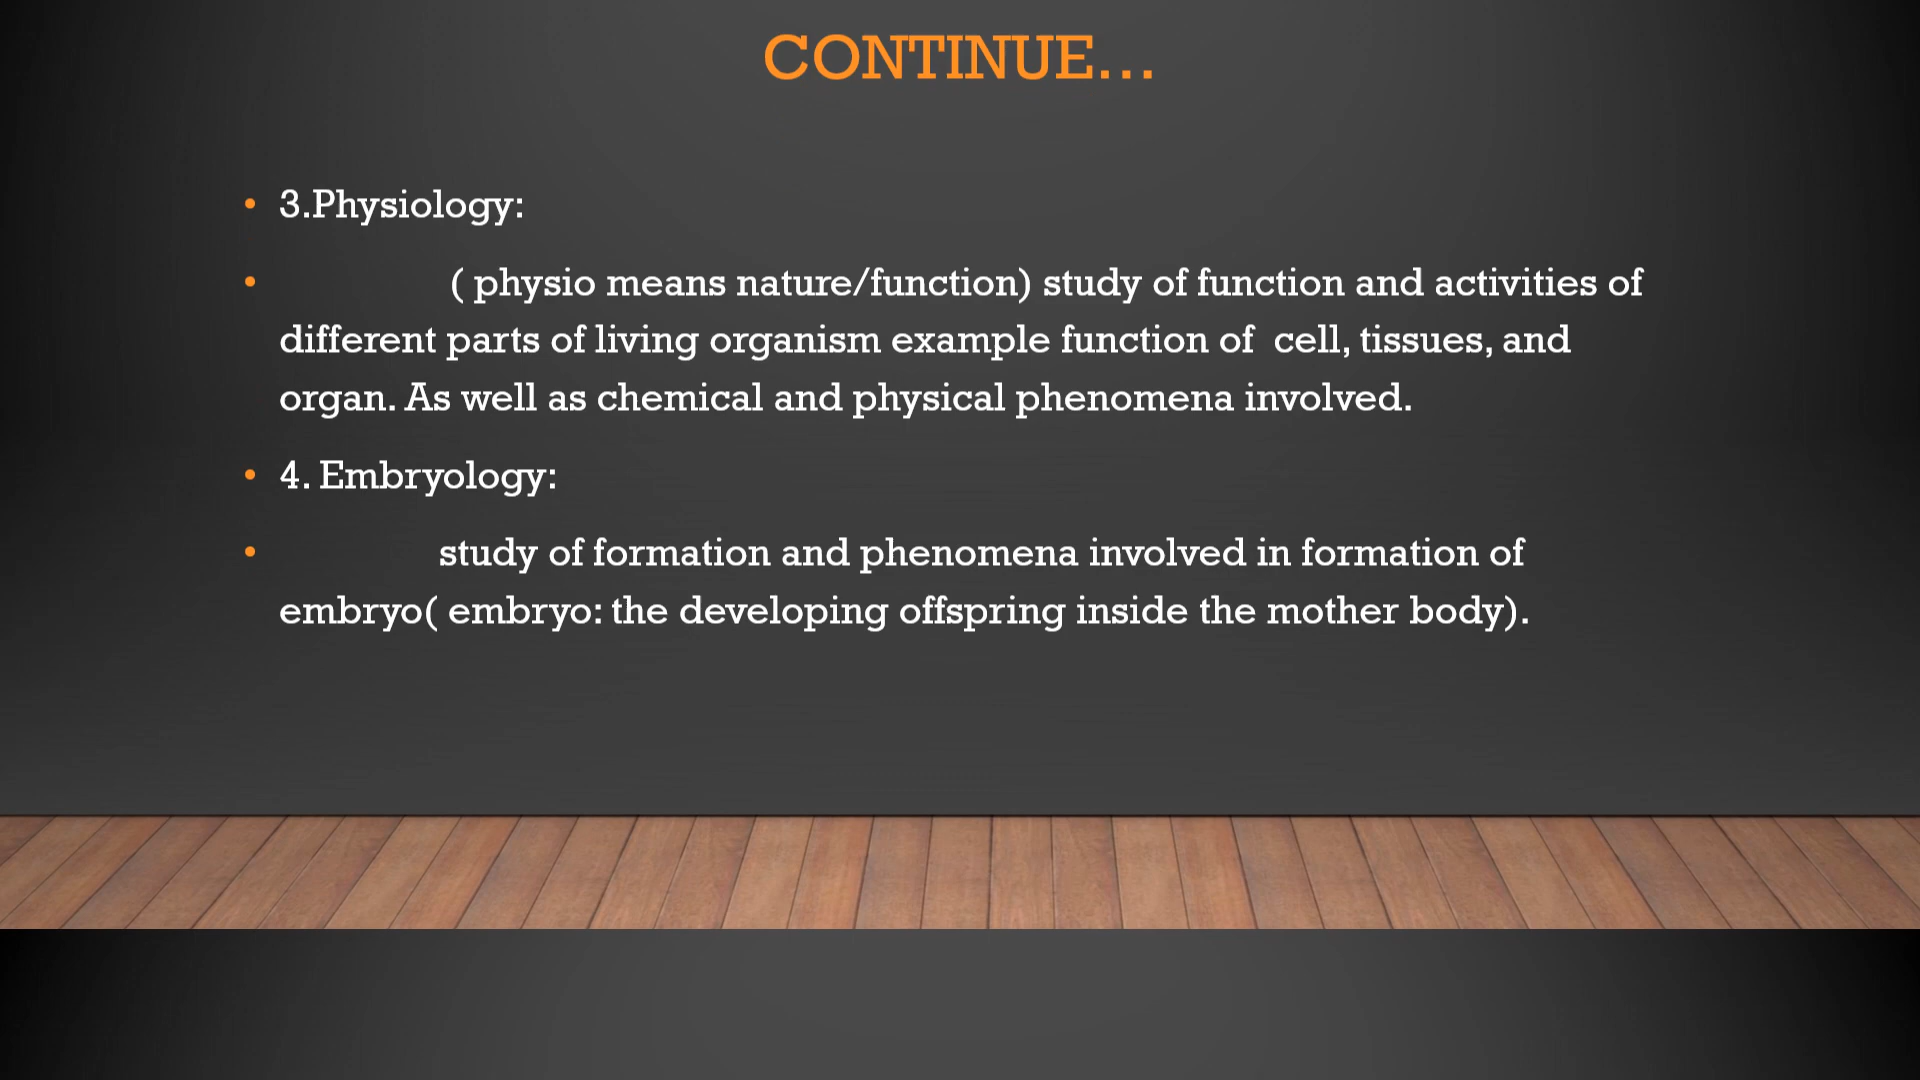 CONTINUE...
• 3.Physiology:
• ( physio means nature/function) study of function and activities of
different parts of living organism example function of  cell, tissues, and
organ. As well as chemical and physical phenomena involved.
• 4. Embryology:
• study of formation and phenomena involved in formation of
embryo( embryo: the developing offspring inside the mother body).